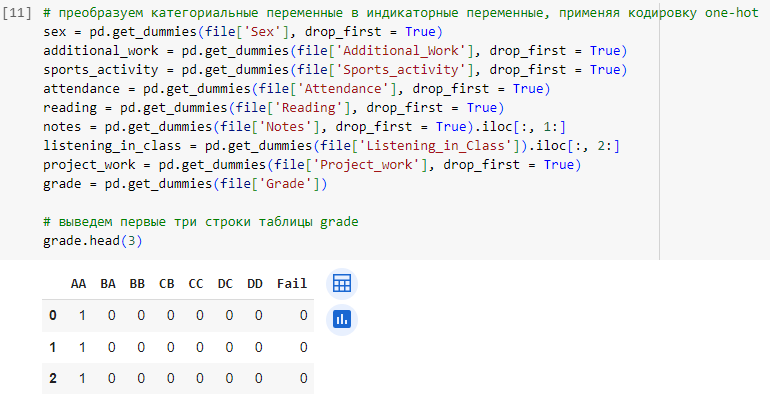 [11] # преобразуем категориальные переменные в индикаторные переменные, применяя кодировку one-hot
sex = pd.get_dummies(file['Sex'], drop_first = True)
additional_work = pd.get_dummies(file['Additional_Work'], drop_first = True)
sports_activity = pd.get_dummies(file['Sports_activity'], drop_first = True)
attendance = pd.get_dummies(file['Attendance'], drop_first = True)
reading = pd.get_dummies(file['Reading'], drop_first = True)
notes = pd.get_dummies(file['Notes'], drop_first = True).iloc[:, 1:]
listening_in_class = pd.get_dummies(file['Listening_in_Class']).iloc[:, 2:]
project_work = pd.get_dummies(file['Project_work'], drop_first = True)
grade = pd.get_dummies(file['Grade'])
# выведем первые три строки таблицы grade
grade.head(3)
AA BA BB CB CC DC DD Fail
0 1 0 0 0 0 0 0 0
1 1 0 0 0 0 0 0 0
2 1 0 0 0 0 0 0 0